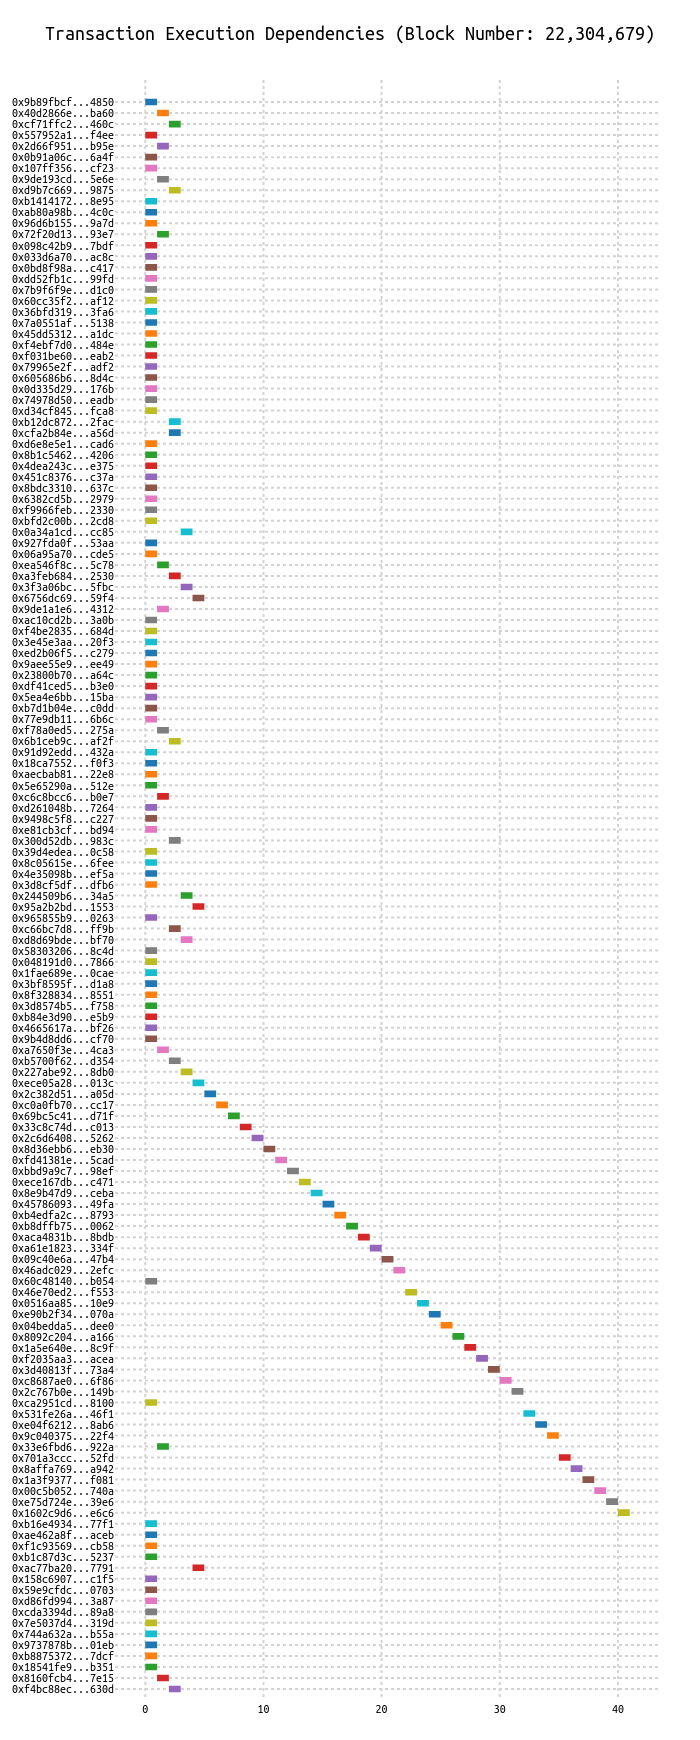 Transaction Execution Dependencies (Block Number: 22,304,679)
0x9b89fbcf...4850
0x40d2866e...ba60
0xcf71ffc2...460c
0x557952a1...f4ee
0x2d66f951...b95e
0x0b91a06c...6a4f
0x107ff356...cf23
0x9de193cd...5e6e
0xd9b7c669...9875
0xb1414172...8e95
0xab80a98b...4c0c
0x96d6b155...9a7d
0x72f20d13...93e7
0x098c42b9...7bdf
0x033d6a70...ac8c
0x0bd8f98a...c417
0xdd52fb1c...99fd
0x7b9f6f9e...d1c0
0x60cc35f2...af12
0x36bfd319...3fa6
0x7a0551af...5138
0x45dd5312...a1dc
0xf4ebf7d0...484e
0xf031be60...eab2
0x79965e2f...adf2
0x605686b6...8d4c
0x0d335d29...176b
0x74978d50...eadb
0xd34cf845...fca8
0xb12dc872...2fac
0xcfa2b84e...a56d
0xd6e8e5e1...cad6
0x8b1c5462...4206
0x4dea243c...e375
0x451c8376...c37a
0x8bdc3310...637c
0x6382cd5b...2979
0xf9966feb...2330
0xbfd2c00b...2cd8
0x0a34a1cd...cc85
0x927fda0f...53aa
0x06a95a70...cde5
0xea546f8c...5c78
0xa3feb684...2530
0x3f3a06bc...5fbc
0x6756dc69...59f4
0x9de1a1e6...4312
0xac10cd2b...3a0b
0xf4be2835...684d
0x3e45e3aa...20f3
0xed2b06f5...c279
0x9aee55e9...ee49
0x23800b70...a64c
0xdf41ced5...b3e0
0x5ea4e6bb...15ba
0xb7d1b04e...c0dd
0x77e9db11...6b6c
0xf78a0ed5...275a
0x6b1ceb9c...af2f
0x91d92edd...432a
0x18ca7552...f0f3
0xaecbab81...22e8
0x5e65290a...512e
0xc6c8bcc6...b0e7
0xd261048b...7264
0x9498c5f8...c227
0xe81cb3cf...bd94
0x300d52db...983c
0x39d4edea...0c58
0x8c05615e...6fee
0x4e35098b...ef5a
0x3d8cf5df...dfb6
0x244509b6...34a5
0x95a2b2bd...1553
0x965855b9...0263
0xc66bc7d8...ff9b
0xd8d69bde...bf70
0x58303206...8c4d
0x048191d0...7866
0x1fae689e...0cae
0x3bf8595f...d1a8
0x8f328834...8551
0x3d8574b5...f758
0xb84e3d90...e5b9
0x4665617a...bf26
0x9b4d8dd6...cf70
0xa7650f3e...4ca3
0xb5700f62...d354
0x227abe92...8db0
0xece05a28...013c
0x2c382d51...a05d
0xc0a0fb70...cc17
0x69bc5c41...d71f
0x33c8c74d...c013
0x2c6d6408...5262
0x8d36ebb6...eb30
0xfd41381e...5cad
0xbbd9a9c7...98ef
0xece167db...c471
0x8e9b47d9...ceba
0x45786093...49fa
0xb4edfa2c...8793
0xb8dffb75...0062
0xaca4831b...8bdb
0xa61e1823...334f
0x09c40e6a...47b4
0x46adc029...2efc
0x60c48140...b054
0x46e70ed2...f553
0x0516aa85...10e9
0xe90b2f34...070a
0x04bedda5...dee0
0x8092c204...a166
0x1a5e640e...8c9f
0xf2035aa3...acea
0x3d40813f...73a4
0xc8687ae0...6f86
0x2c767b0e...149b
0xca2951cd...8100
0x531fe26a...46f1
0xe04f6212...8ab6
0x9c040375...22f4
0x33e6fbd6...922a
0x701a3ccc...52fd
0x8affa769...a942
0x1a3f9377...f081
0x00c5b052...740a
0xe75d724e...39e6
0x1602c9d6...e6c6
0xb16e4934...77f1
0xae462a8f...aceb
0xf1c93569...cb58
0xb1c87d3c...5237
0xac77ba20...7791
0x158c6907...c1f5
0x59e9cfdc...0703
0xd86fd994...3a87
0xcda3394d...89a8
0x7e5037d4...319d
0x744a632a...b55a
0x9737878b...01eb
0xb8875372...7dcf
0x18541fe9...b351
0x8160fcb4...7e15
0xf4bc88ec...630d
0 10 20 30 40